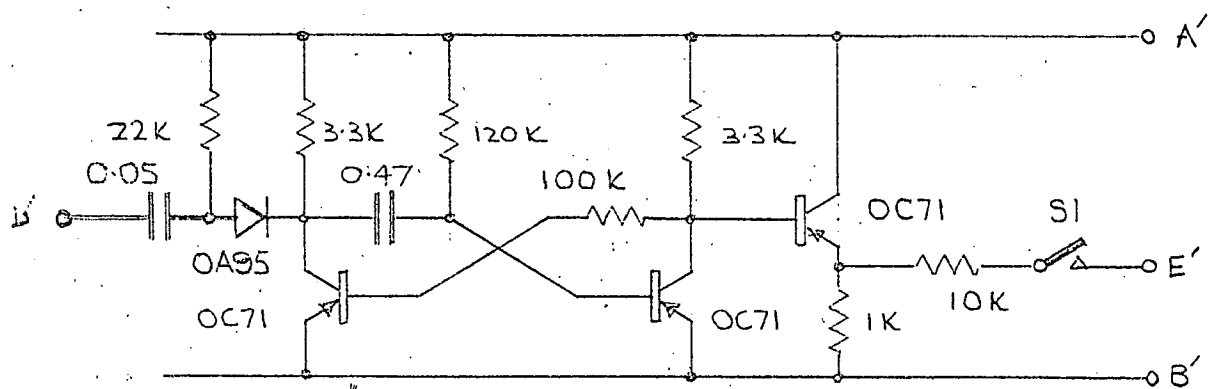 A'
22K
3.3K
120K
3.3K
0.05
0.47
100K
OC71
S1
OA95
E'
10K
OC71
OC71
1K
B'